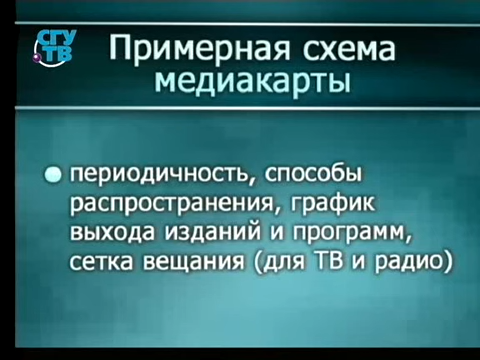 СГУ
ТВ
Примерная схема
медиакарты
периодичность, способы
распространения, график
выхода изданий и программ,
сетка вещания (для ТВ и радио)